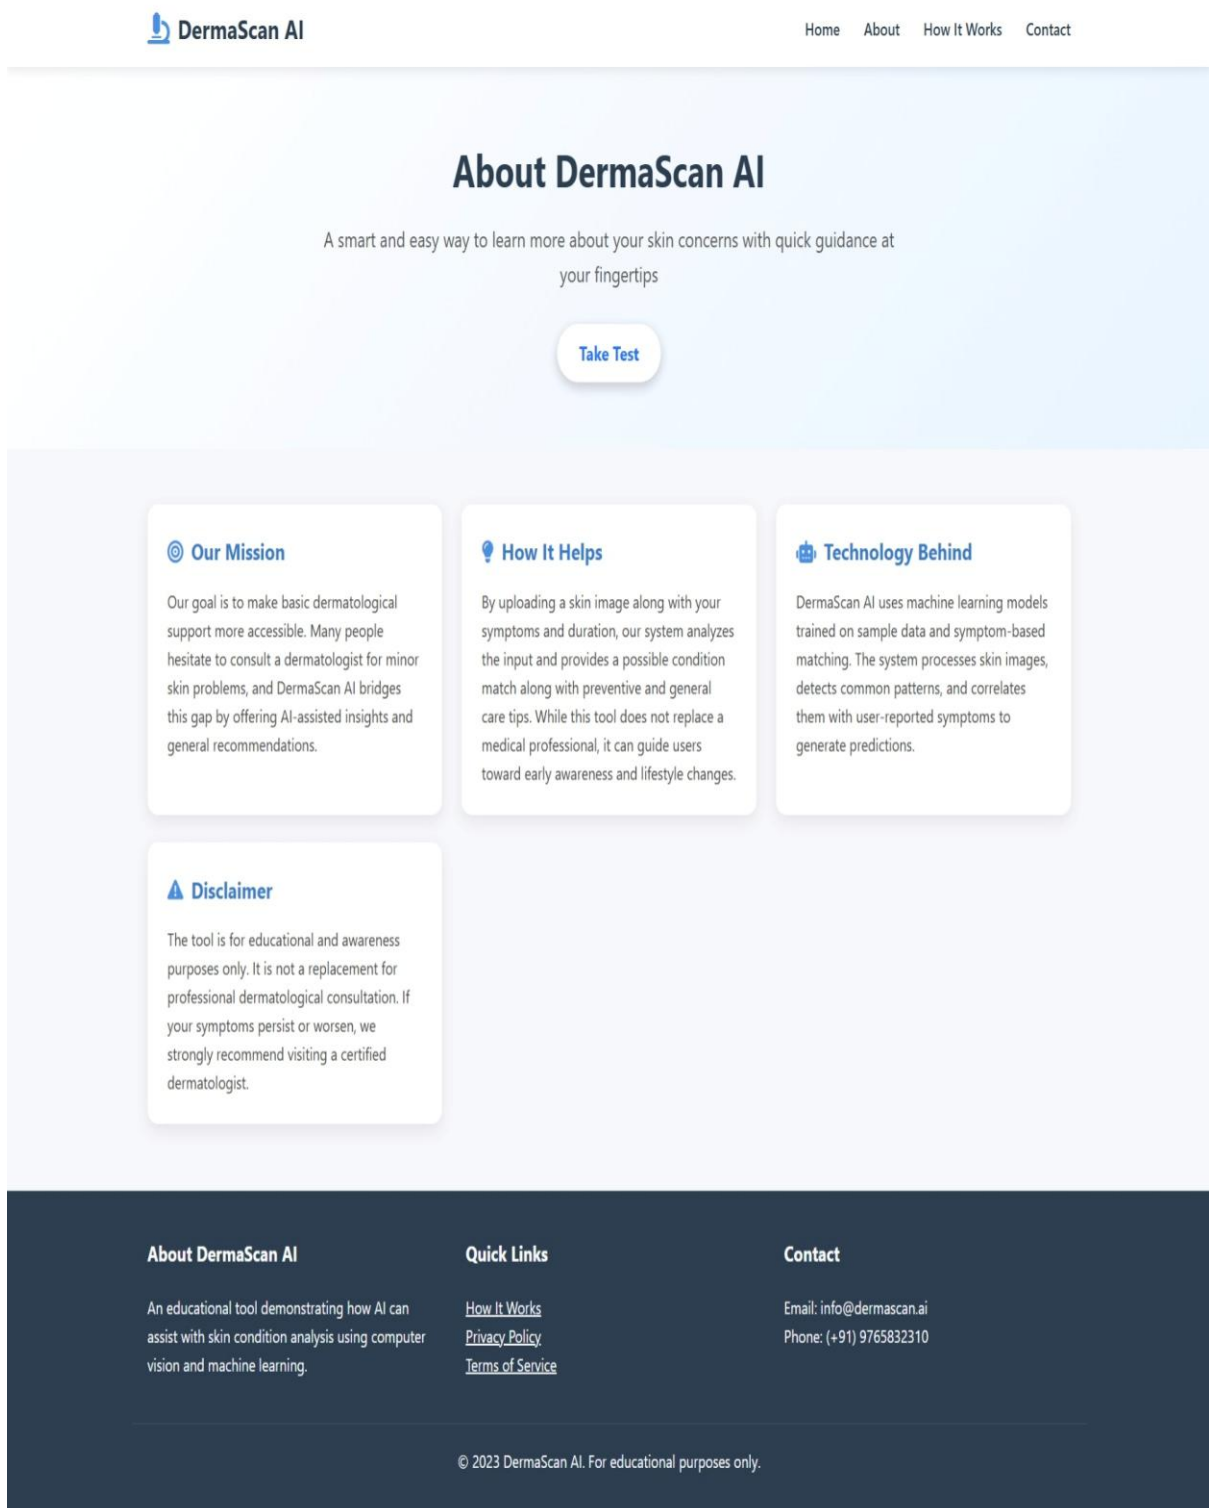 DermaScan AI
Home About How It Works Contact
About DermaScan AI
A smart and easy way to learn more about your skin concerns with quick guidance at
your fingertips
Take Test
Our Mission
Our goal is to make basic dermatological
support more accessible. Many people
hesitate to consult a dermatologist for minor
skin problems, and DermaScan AI bridges
this gap by offering AI-assisted insights and
general recommendations.
How It Helps
By uploading a skin image along with your
symptoms and duration, our system analyzes
the input and provides a possible condition
match along with preventive and general
care tips. While this tool does not replace a
medical professional, it can guide users
toward early awareness and lifestyle changes.
Technology Behind
DermaScan AI uses machine learning models
trained on sample data and symptom-based
matching. The system processes skin images,
detects common patterns, and correlates
them with user-reported symptoms to
generate predictions.
Disclaimer
The tool is for educational and awareness
purposes only. It is not a replacement for
professional dermatological consultation. If
your symptoms persist or worsen, we
strongly recommend visiting a certified
dermatologist.
About DermaScan AI
An educational tool demonstrating how AI can
assist with skin condition analysis using computer
vision and machine learning.
Quick Links
How It Works
Privacy Policy
Terms of Service
Contact
Email: info@dermascan.ai
Phone: (+91) 9765832310
© 2023 DermaScan AI. For educational purposes only.